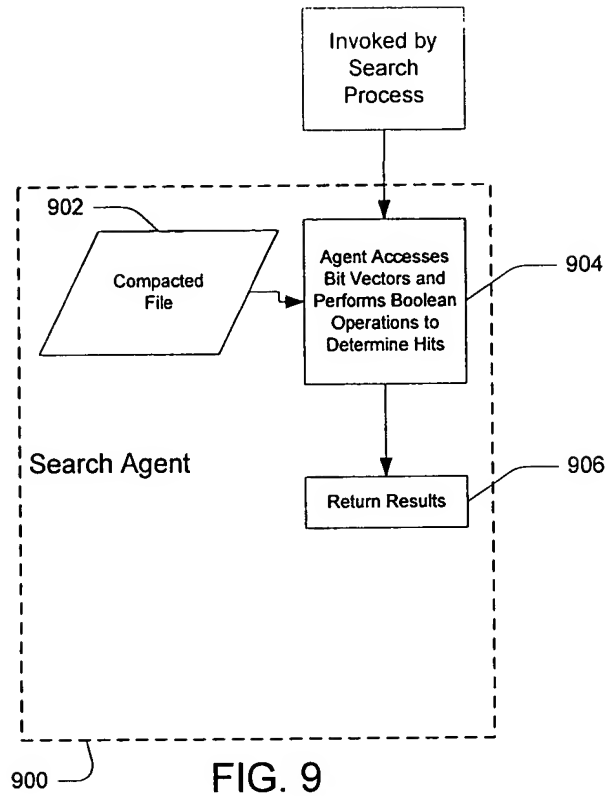 Invoked by
Search
Process
902
Compacted
File
Agent Accesses
Bit Vectors and
Performs Boolean
Operations to
Determine Hits
904
Search Agent
Return Results
906
900
FIG. 9